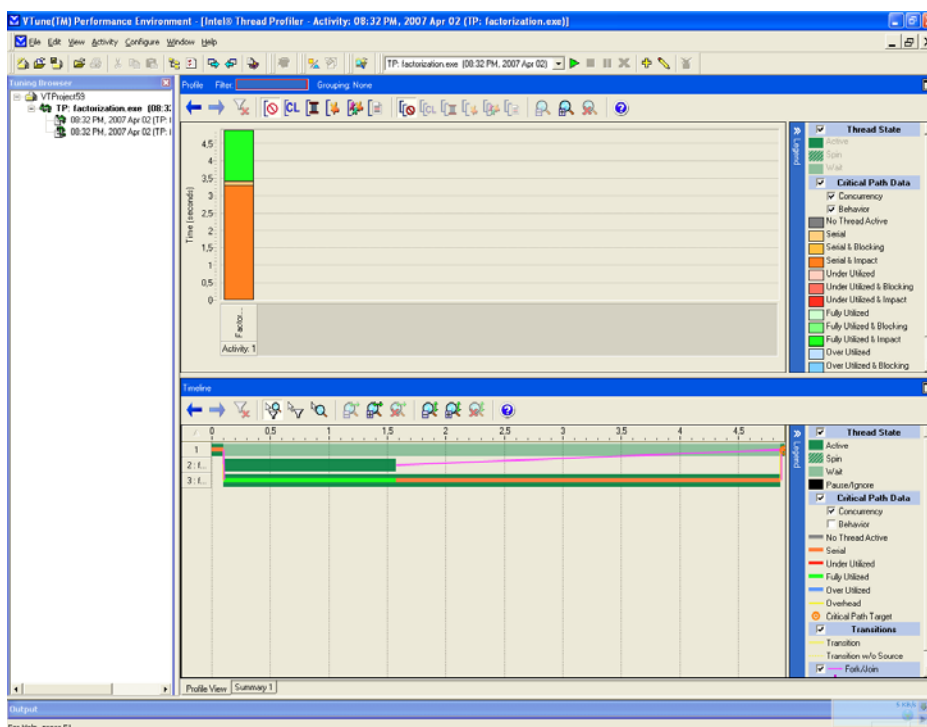 VTune(TM) Performance Environment - [Intel® Thread Profiler - Activity: 08:32 PM, 2007 Apr 02 (TP: factorization.exe)]
File Edit View Activity Configure Window Help
TP: factorization.exe (08:32 PM, 2007 Apr 02)
Tuning Browser
VTProject59
TP: factorization.exe (08:3
08:32 PM, 2007 Apr 02 (TP: f
08:32 PM, 2007 Apr 02 (TP: f
Profile Filter: Grouping: None
CL
4,5
4
3,5
3
2,5
2
1,5
1
0,5
0
Time (seconds)
Factor...
Activity: 1
Legend
Thread State
Active
Spin
Wait
Critical Path Data
Concurrency
Behavior
No Thread Active
Serial
Serial & Blocking
Serial & Impact
Under Utilized
Under Utilized & Blocking
Under Utilized & Impact
Fully Utilized
Fully Utilized & Blocking
Fully Utilized & Impact
Over Utilized
Over Utilized & Blocking
Timeline
0 0,5 1 1,5 2 2,5 3 3,5 4 4,5
1
2 : f...
3 : f...
Legend
Thread State
Active
Spin
Wait
Pause/Ignore
Critical Path Data
Concurrency
Behavior
No Thread Active
Serial
Under Utilized
Fully Utilized
Over Utilized
Overhead
Critical Path Target
Transitions
Transition
Transition w/o Source
Fork/Join
Profile View Summary 1
Output